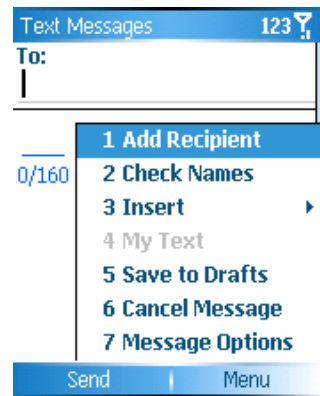 Text Messages 123
To:
1 Add Recipient
0/160
2 Check Names
3 Insert
4 My Text
5 Save to Drafts
6 Cancel Message
7 Message Options
Send Menu